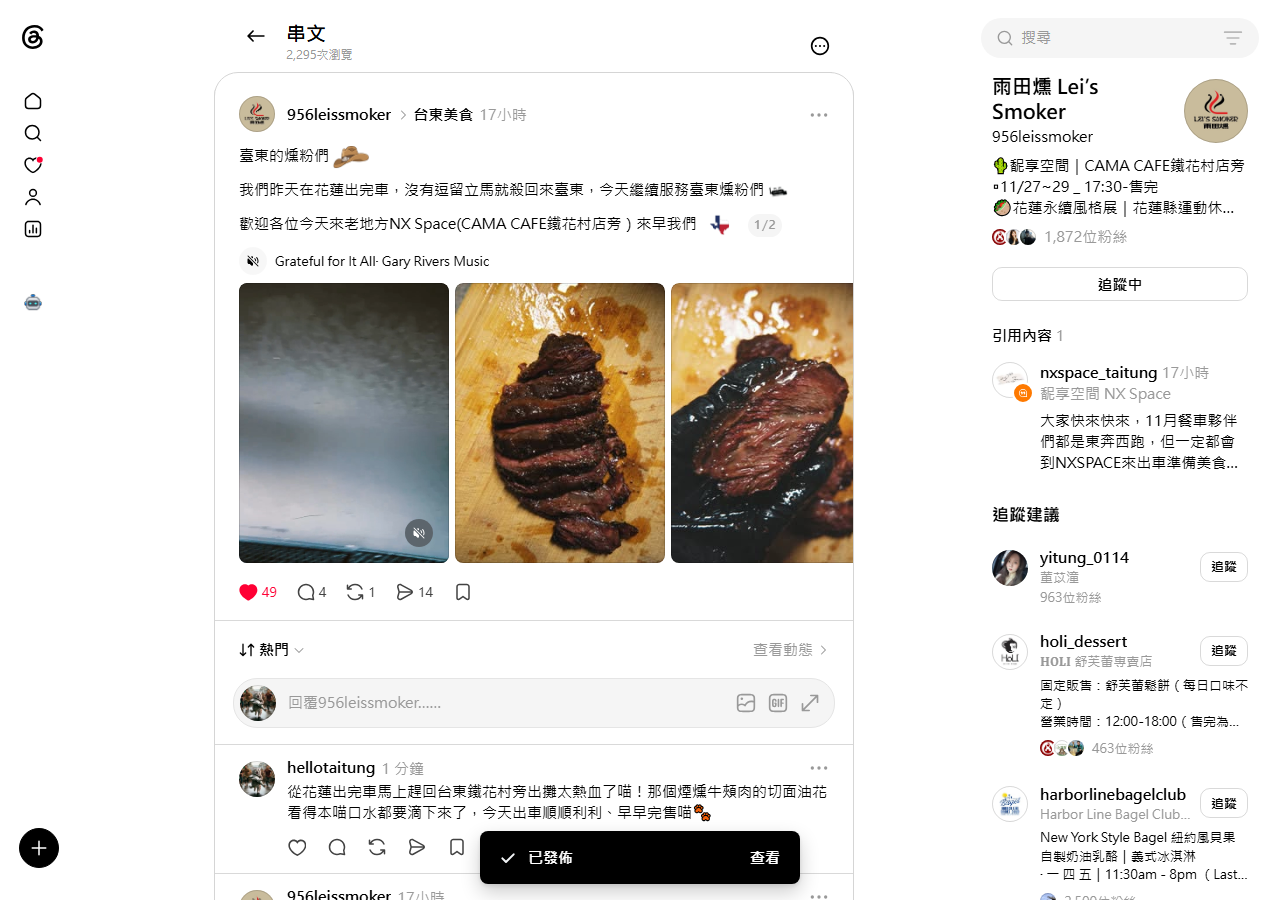 串文
2,295次瀏覽
搜尋
956leissmoker
台東美食 17小時
臺東的燻粉們
我們昨天在花蓮出完車，沒有逗留立馬就殺回來臺東，今天繼續服務臺東燻粉們
歡迎各位今天來老地方NX Space(CAMA CAFE鐵花村店旁）來早我們
1/2
Grateful for It All· Gary Rivers Music
49
4
1
14
熱門
查看動態
回覆956leissmoker......
GIF
hellotaitung 1 分鐘
從花蓮出完車馬上趕回台東鐵花村旁出攤太熱血了喵！那個煙燻牛頰肉的切面油花
看得本喵口水都要滴下來了，今天出車順順利利、早早完售喵
已發佈
查看
956leissmoker 17小時
雨田燻 Lei’s
Smoker
956leissmoker
LEI'S SMOKER
雨田燻
🌵馜享空間｜CAMA CAFE鐵花村店旁
▫11/27~29 _ 17:30-售完
花蓮永續風格展｜花蓮縣運動休...
1,872位粉絲
追蹤中
引用內容 1
nxspace_taitung 17小時
馜享空間 NX Space
大家快來快來，11月餐車夥伴
們都是東奔西跑，但一定都會
到NXSPACE來出車準備美食...
追蹤建議
yitung_0114
董苡潼
963位粉絲
追蹤
holi_dessert
HOLI 舒芙蕾專賣店
追蹤
固定販售：舒芙蕾鬆餅（每日口味不
定）
營業時間：12:00-18:00（售完為...
463位粉絲
harborlinebagelclub
Harbor Line Bagel Club...
追蹤
New York Style Bagel 紐約風貝果
自製奶油乳酪｜義式冰淇淋
· 一 四 五｜11:30am - 8pm （Last...
2,500位粉絲